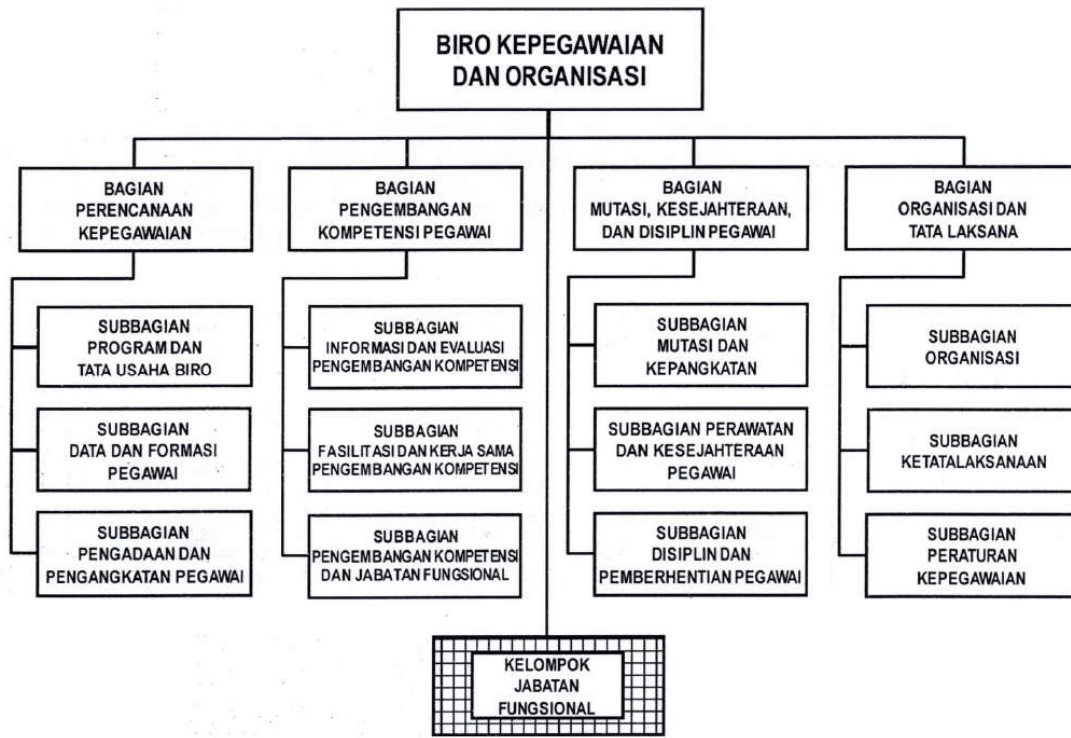 BIRO KEPEGAWAIAN
DAN ORGANISASI
BAGIAN
PERENCANAAN
KEPEGAWAIAN
BAGIAN
PENGEMBANGAN
KOMPETENSI PEGAWAI
BAGIAN
MUTASI, KESEJAHTERAAN,
DAN DISIPLIN PEGAWAI
BAGIAN
ORGANISASI DAN
TATA LAKSANA
SUBBAGIAN
PROGRAM DAN
TATA USAHA BIRO
SUBBAGIAN
INFORMASI DAN EVALUASI
PENGEMBANGAN KOMPETENSI
SUBBAGIAN
MUTASI DAN
KEPANGKATAN
SUBBAGIAN
ORGANISASI
SUBBAGIAN
DATA DAN FORMASI
PEGAWAI
SUBBAGIAN
FASILITASI DAN KERJA SAMA
PENGEMBANGAN KOMPETENSI
SUBBAGIAN PERAWATAN
DAN KESEJAHTERAAN
PEGAWAI
SUBBAGIAN
KETATALAKSANAAN
SUBBAGIAN
PENGADAAN DAN
PENGANGKATAN PEGAWAI
SUBBAGIAN
PENGEMBANGAN KOMPETENSI
DAN JABATAN FUNGSIONAL
SUBBAGIAN
DISIPLIN DAN
PEMBERHENTIAN PEGAWAI
SUBBAGIAN
PERATURAN
KEPEGAWAIAN
KELOMPOK
JABATAN
FUNGSIONAL